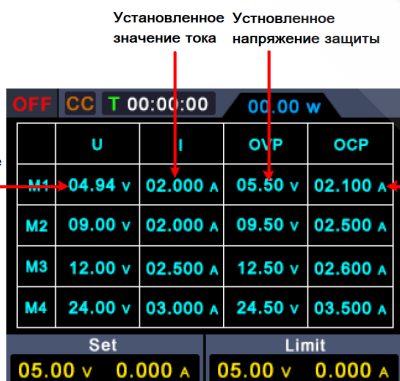 Установленное
значение тока
Устновленное
напряжение защиты
е
OFF CC T 00:00:00 00.00 W
U I OVP OCP
M1 04.94 V 02.000 A 05.50 V 02.100 A
M2 09.00 V 02.000 A 09.50 V 02.500 A
M3 12.00 V 02.500 A 12.50 V 02.600 A
M4 24.00 V 03.000 A 24.50 V 03.500 A
Set Limit
05.00 V 0.000 A 05.00 V 0.000 A